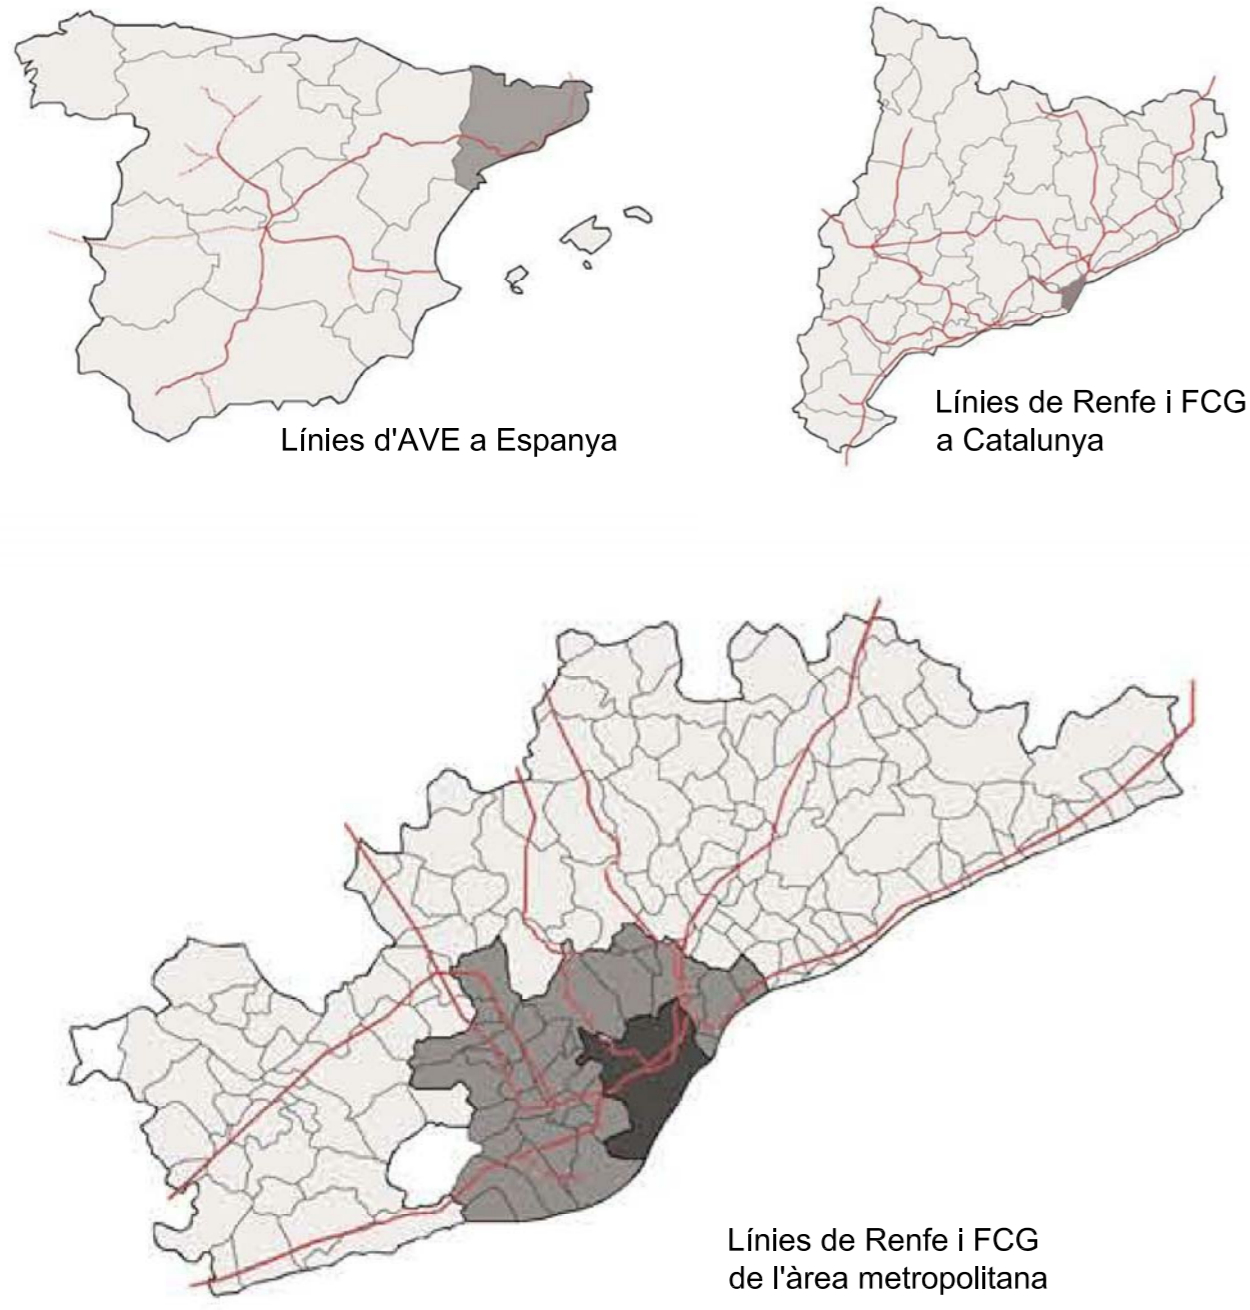 Línies d'AVE a Espanya
Línies de Renfe i FCG
a Catalunya
Línies de Renfe i FCG
de l'àrea metropolitana